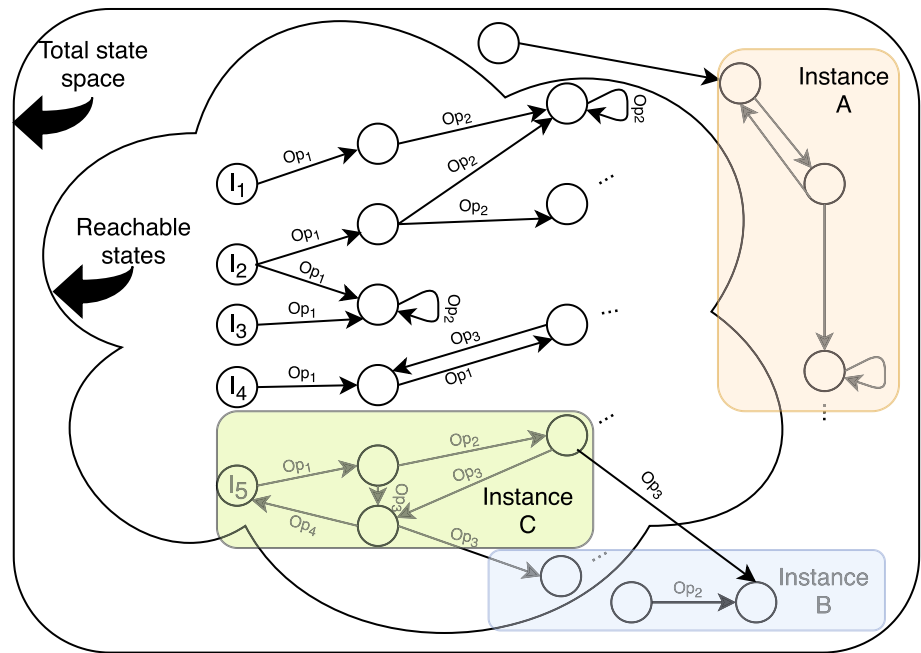 Total state
space
Instance
A
Op2
Op2
Op1
I1
Op2
...
Op2
Reachable
states
Op1
I2
Op1
Op2
I3
Op1
...
Op3
I4
Op1
Op1
...
Op2
Op1
Op3
I5
Op3
Instance
C
Op4
Op3
Op3
...
...
Op2
Instance
B